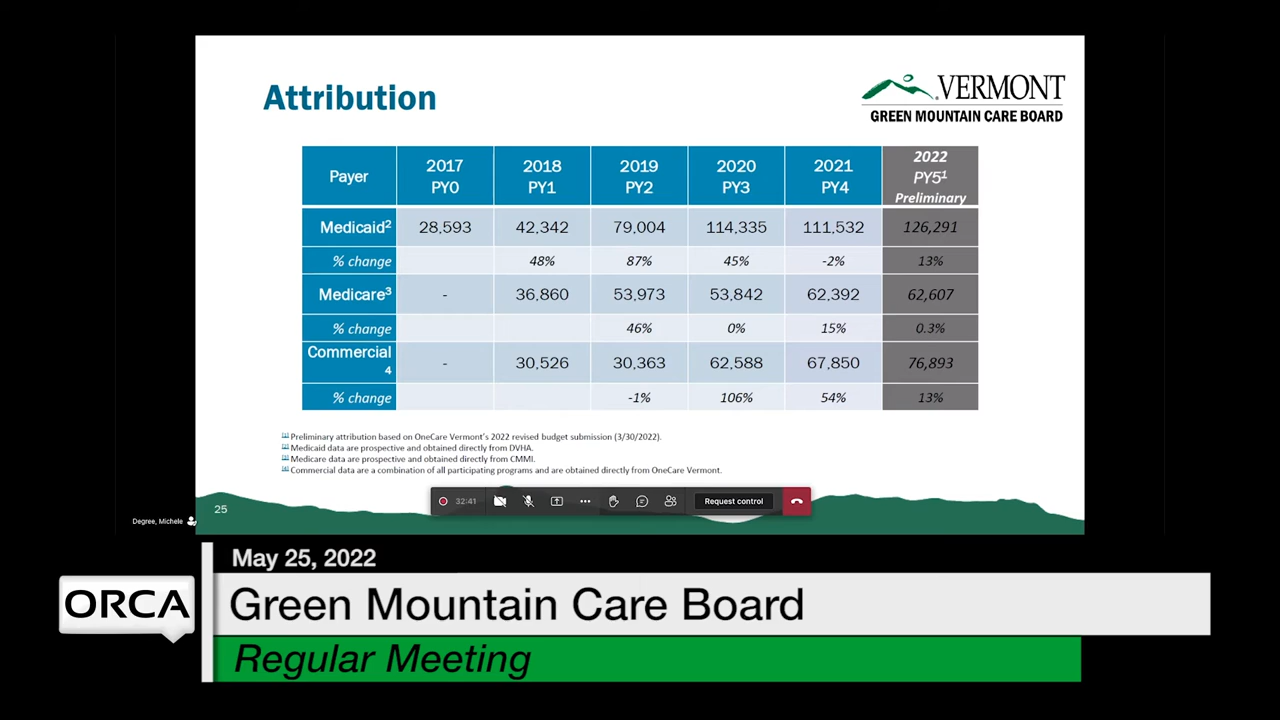 Attribution
VERMONT
GREEN MOUNTAIN CARE BOARD
Payer 2017 PY0 2018 PY1 2019 PY2 2020 PY3 2021 PY4 2022 PY5¹ Preliminary
Medicaid² 28,593 42,342 79,004 114,335 111,532 126,291
% change 48% 87% 45% -2% 13%
Medicare³ - 36,860 53,973 53,842 62,392 62,607
% change 46% 0% 15% 0.3%
Commercial 4 - 30,526 30,363 62,588 67,850 76,893
% change -1% 106% 54% 13%
[1] Preliminary attribution based on OneCare Vermont's 2022 revised budget submission (3/30/2022).
[2] Medicaid data are prospective and obtained directly from DVHA.
[3] Medicare data are prospective and obtained directly from CMMI.
[4] Commercial data are a combination of all participating programs and are obtained directly from OneCare Vermont.
32:41 Request control
25
Degree, Michele
May 25, 2022
ORCA
Green Mountain Care Board
Regular Meeting